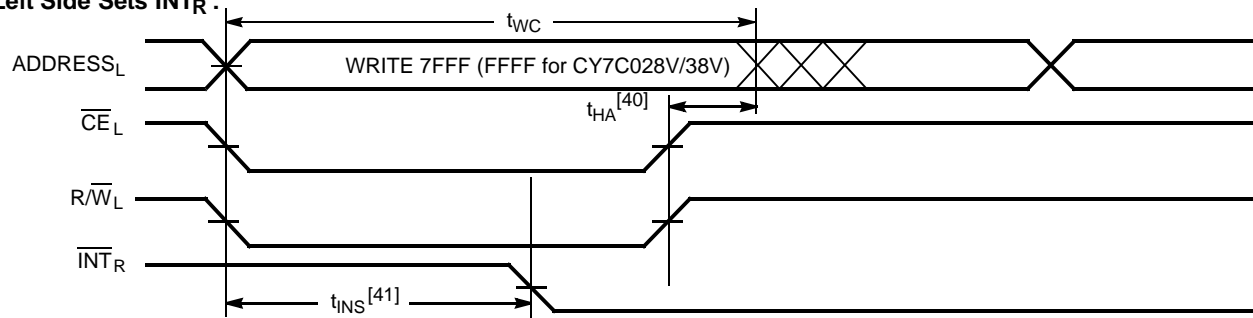 Left Side Sets INTR :
tWC
ADDRESSL
WRITE 7FFF (FFFF for CY7C028V/38V)
tHA[40]
CEL
R/WL
INTR
tINS[41]